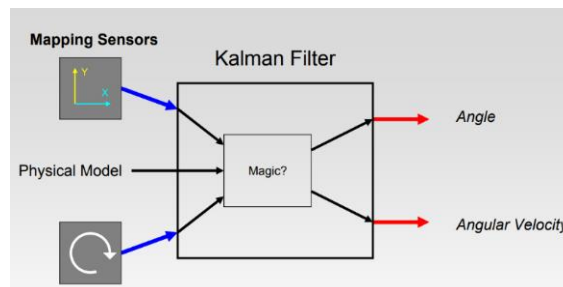 Mapping Sensors
Kalman Filter
Y
X
Angle
Physical Model
Magic?
Angular Velocity